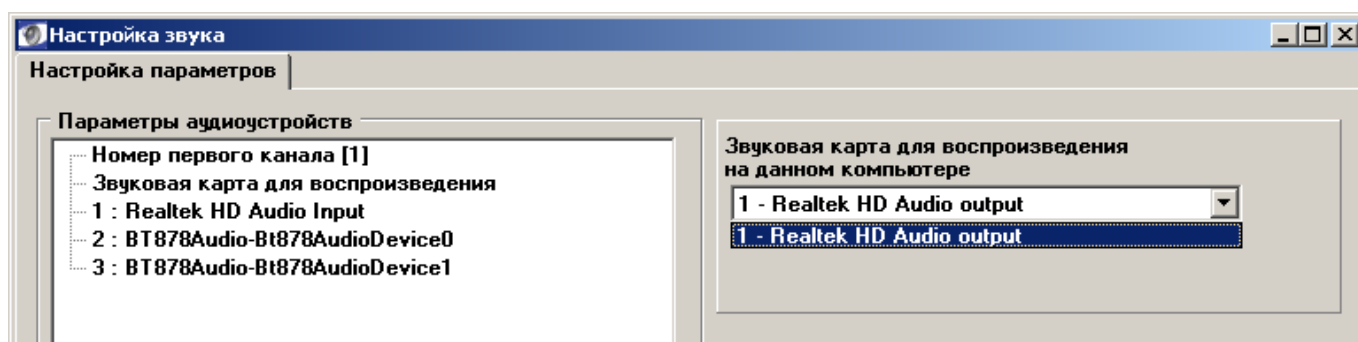 Настройка звука
Настройка параметров
Параметры аудиоустройств
Номер первого канала [1]
Звуковая карта для воспроизведения
1 : Realtek HD Audio Input
2 : BT878Audio-Bt878AudioDevice0
3 : BT878Audio-Bt878AudioDevice1
Звуковая карта для воспроизведения
на данном компьютере
1 - Realtek HD Audio output
1 - Realtek HD Audio output